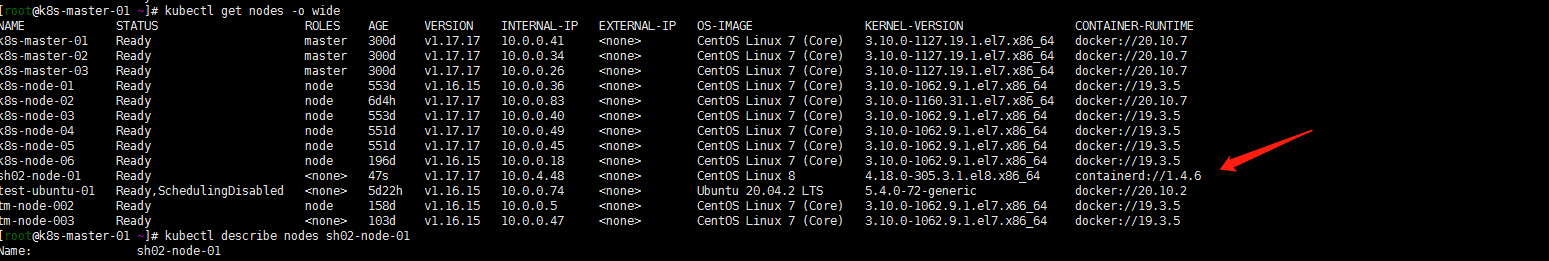 [root@k8s-master-01 ~]# kubectl get nodes -o wide
NAME STATUS ROLES AGE VERSION INTERNAL-IP EXTERNAL-IP OS-IMAGE KERNEL-VERSION CONTAINER-RUNTIME
k8s-master-01 Ready master 300d v1.17.17 10.0.0.41 <none> CentOS Linux 7 (Core) 3.10.0-1127.19.1.el7.x86_64 docker://20.10.7
k8s-master-02 Ready master 300d v1.17.17 10.0.0.34 <none> CentOS Linux 7 (Core) 3.10.0-1127.19.1.el7.x86_64 docker://20.10.7
k8s-master-03 Ready master 300d v1.17.17 10.0.0.26 <none> CentOS Linux 7 (Core) 3.10.0-1127.19.1.el7.x86_64 docker://20.10.7
k8s-node-01 Ready node 553d v1.16.15 10.0.0.36 <none> CentOS Linux 7 (Core) 3.10.0-1062.9.1.el7.x86_64 docker://19.3.5
k8s-node-02 Ready node 6d4h v1.17.17 10.0.0.83 <none> CentOS Linux 7 (Core) 3.10.0-1160.31.1.el7.x86_64 docker://20.10.7
k8s-node-03 Ready node 553d v1.17.17 10.0.0.40 <none> CentOS Linux 7 (Core) 3.10.0-1062.9.1.el7.x86_64 docker://19.3.5
k8s-node-04 Ready node 551d v1.17.17 10.0.0.49 <none> CentOS Linux 7 (Core) 3.10.0-1062.9.1.el7.x86_64 docker://19.3.5
k8s-node-05 Ready node 551d v1.17.17 10.0.0.45 <none> CentOS Linux 7 (Core) 3.10.0-1062.9.1.el7.x86_64 docker://19.3.5
k8s-node-06 Ready node 196d v1.16.15 10.0.0.18 <none> CentOS Linux 7 (Core) 3.10.0-1062.9.1.el7.x86_64 docker://19.3.5
sh02-node-01 Ready <none> 47s v1.17.17 10.0.4.48 <none> CentOS Linux 8 4.18.0-305.3.1.el8.x86_64 containerd://1.4.6
test-ubuntu-01 Ready,SchedulingDisabled <none> 5d22h v1.16.15 10.0.0.74 <none> Ubuntu 20.04.2 LTS 5.4.0-72-generic docker://20.10.2
tm-node-002 Ready node 158d v1.16.15 10.0.0.5 <none> CentOS Linux 7 (Core) 3.10.0-1062.9.1.el7.x86_64 docker://19.3.5
tm-node-003 Ready <none> 103d v1.16.15 10.0.0.47 <none> CentOS Linux 7 (Core) 3.10.0-1062.9.1.el7.x86_64 docker://19.3.5
[root@k8s-master-01 ~]# kubectl describe nodes sh02-node-01
Name: sh02-node-01